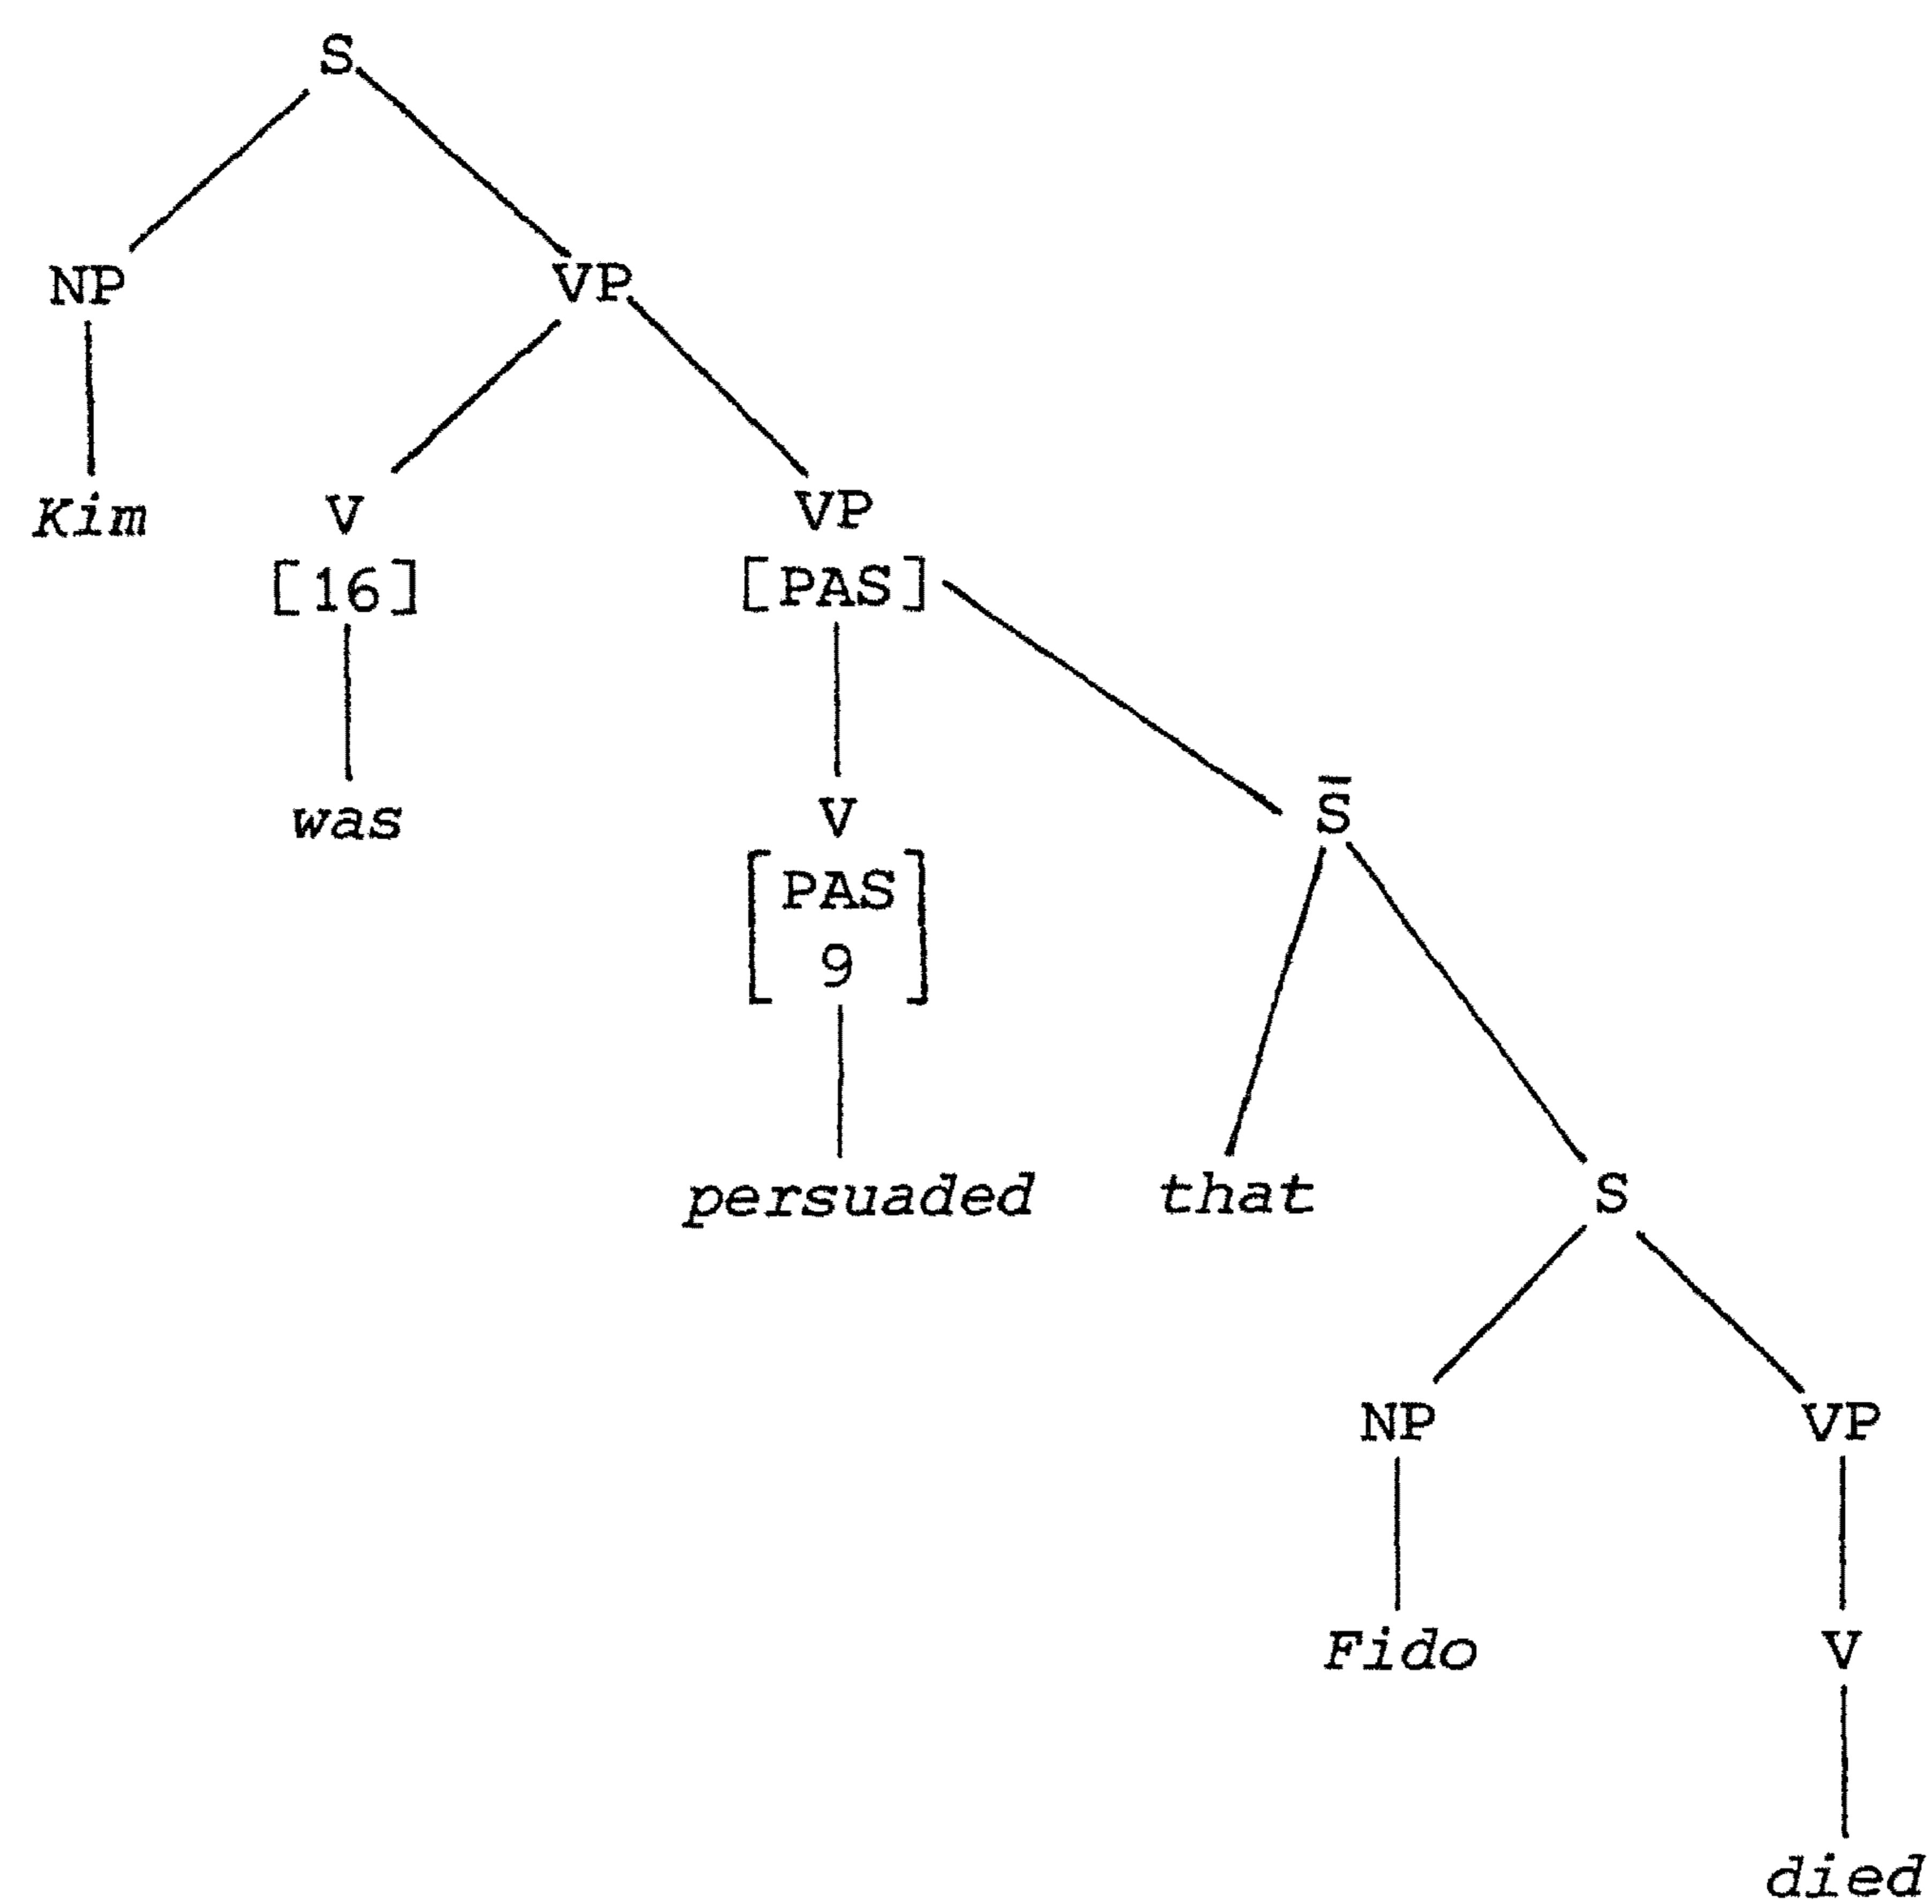 S
NP VP
Kim V VP
[16] [PAS]
was V S̄
[PAS
9]
persuaded that S
NP VP
Fido V
died